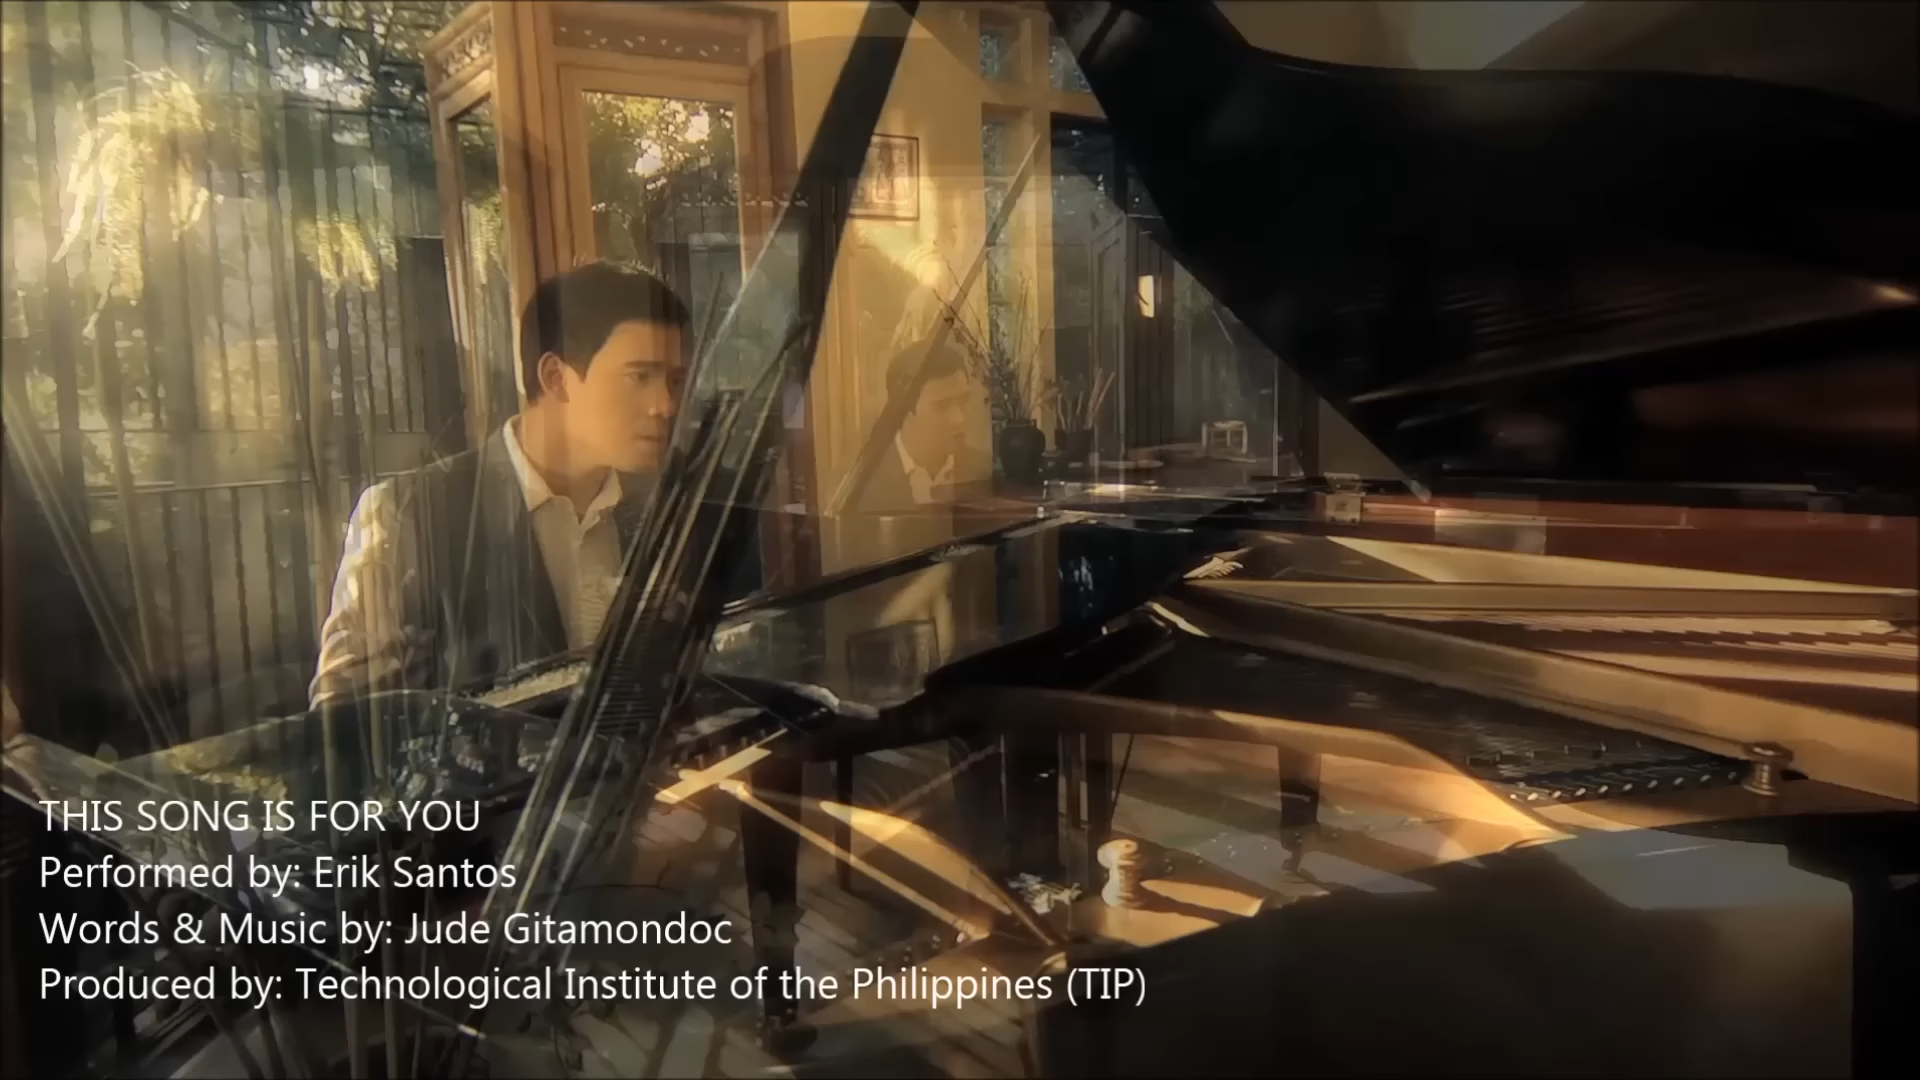 THIS SONG IS FOR YOU
Performed by: Erik Santos
Words & Music by: Jude Gitamondoc
Produced by: Technological Institute of the Philippines (TIP)